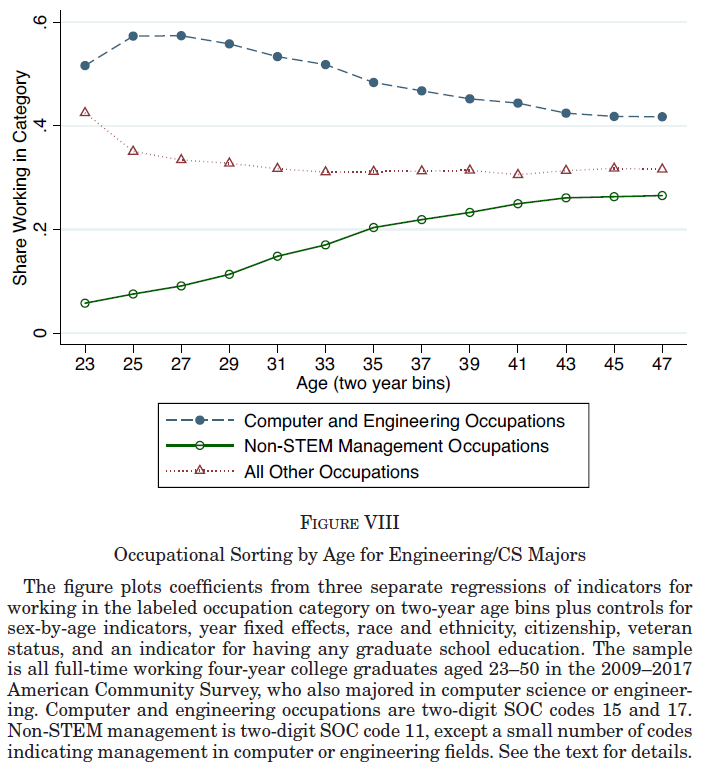 .6
.4
.2
0
Share Working in Category
23 25 27 29 31 33 35 37 39 41 43 45 47
Age (two year bins)
Computer and Engineering Occupations
Non-STEM Management Occupations
All Other Occupations
FIGURE VIII
Occupational Sorting by Age for Engineering/CS Majors
The figure plots coefficients from three separate regressions of indicators for
working in the labeled occupation category on two-year age bins plus controls for
sex-by-age indicators, year fixed effects, race and ethnicity, citizenship, veteran
status, and an indicator for having any graduate school education. The sample
is all full-time working four-year college graduates aged 23–50 in the 2009–2017
American Community Survey, who also majored in computer science or engineer-
ing. Computer and engineering occupations are two-digit SOC codes 15 and 17.
Non-STEM management is two-digit SOC code 11, except a small number of codes
indicating management in computer or engineering fields. See the text for details.